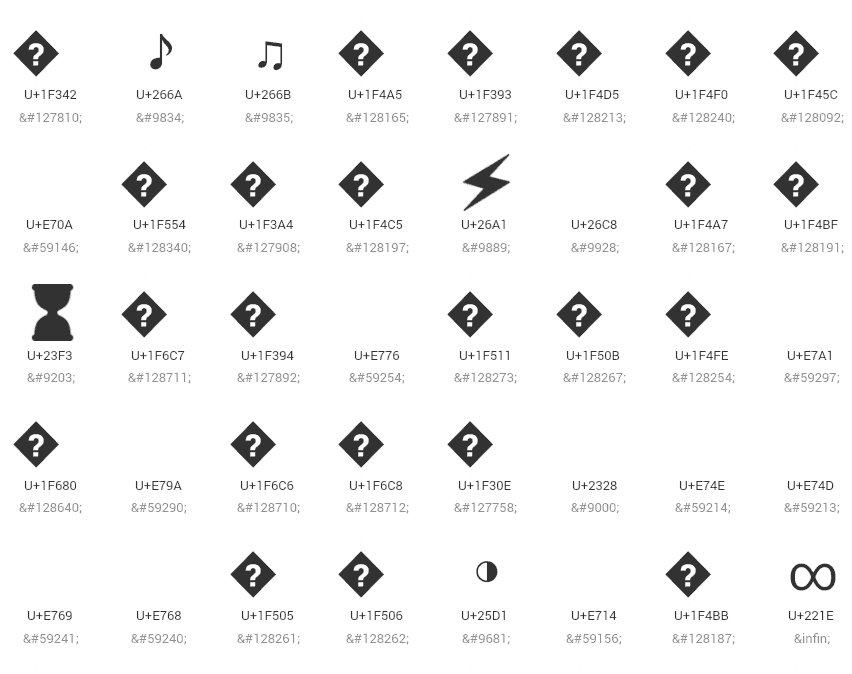 � ♪ ♫ � � � � �
U+1F342 U+266A U+266B U+1F4A5 U+1F393 U+1F4D5 U+1F4F0 U+1F45C
&#127810; &#9834; &#9835; &#128165; &#127891; &#128213; &#128240; &#128092;
� � � ⚡ � �
U+E70A U+1F554 U+1F3A4 U+1F4C5 U+26A1 U+26C8 U+1F4A7 U+1F4BF
&#59146; &#128340; &#127908; &#128197; &#9889; &#9928; &#128167; &#128191;
⏳ � � � � �
U+23F3 U+1F6C7 U+1F394 U+E776 U+1F511 U+1F50B U+1F4FE U+E7A1
&#9203; &#128711; &#127892; &#59254; &#128273; &#128267; &#128254; &#59297;
� � � �
U+1F680 U+E79A U+1F6C6 U+1F6C8 U+1F30E U+2328 U+E74E U+E74D
&#128640; &#59290; &#128710; &#128712; &#127758; &#9000; &#59214; &#59213;
� � ◑ � ∞
U+E769 U+E768 U+1F505 U+1F506 U+25D1 U+E714 U+1F4BB U+221E
&#59241; &#59240; &#128261; &#128262; &#9681; &#59156; &#128187; &infin;